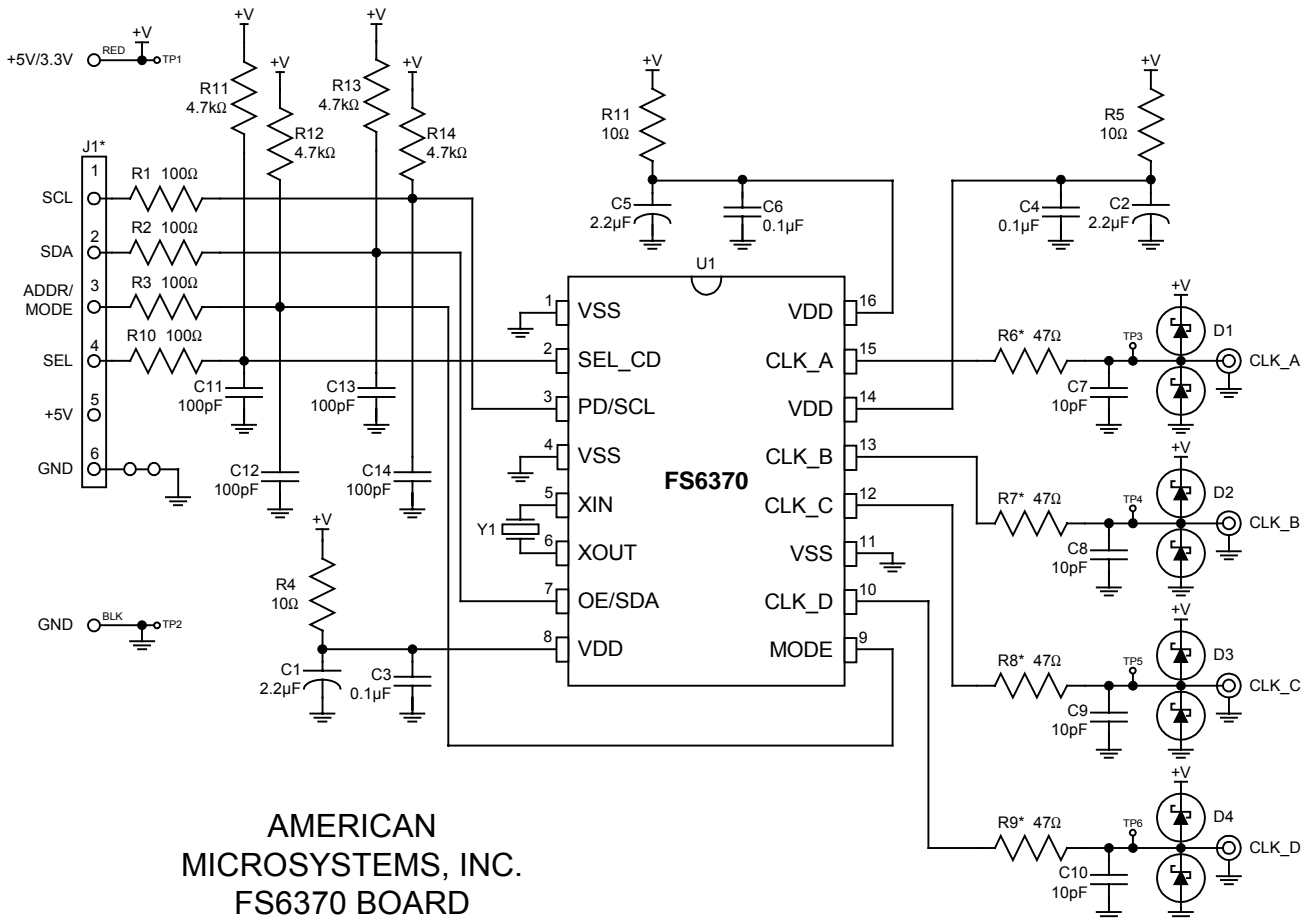 +V
+V
+V
+5V/3.3V
RED
TP1
R11
4.7kΩ
+V
R12
4.7kΩ
R13
4.7kΩ
+V
R14
4.7kΩ
+V
R11
10Ω
C5
2.2µF
C6
0.1µF
+V
R5
10Ω
C4
0.1µF
C2
2.2µF
J1*
1
SCL
R1 100Ω
2
SDA
R2 100Ω
3
ADDR/
MODE
R3 100Ω
4
SEL
R10 100Ω
5
+5V
6
GND
C11
100pF
C13
100pF
C12
100pF
C14
100pF
Y1
+V
R4
10Ω
C1
2.2µF
C3
0.1µF
GND
BLK
TP2
U1
FS6370
1 VSS
2 SEL_CD
3 PD/SCL
4 VSS
5 XIN
6 XOUT
7 OE/SDA
8 VDD
VDD 16
CLK_A 15
VDD 14
CLK_B 13
CLK_C 12
VSS 11
CLK_D 10
MODE 9
+V
R6* 47Ω
TP3
D1
C7
10pF
CLK_A
+V
R7* 47Ω
TP4
D2
C8
10pF
CLK_B
+V
R8* 47Ω
TP5
D3
C9
10pF
CLK_C
+V
R9* 47Ω
TP6
D4
C10
10pF
CLK_D
AMERICAN
MICROSYSTEMS, INC.
FS6370 BOARD